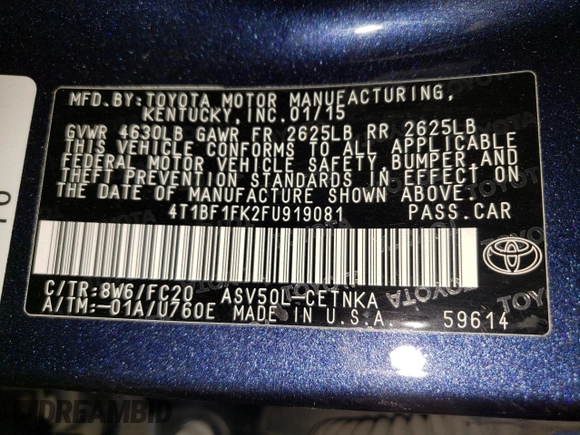 MFD.BY:TOYOTA MOTOR MANUFACTURING,
KENTUCKY,INC.01/15
GVWR 4630LB GAWR FR 2625LB RR 2625LB
THIS VEHICLE CONFORMS TO ALL APPLICABLE
FEDERAL MOTOR VEHICLE SAFETY BUMPER,AND
THEFT PREVENTION STANDARDS IN EFFECT ON
THE DATE OF MANUFACTURE SHOWN ABOVE.
4T1BF1FK2FU919081 PASS.CAR
C/TR:8W6/FC20 ASV50L-CETNKA
A/TM:-01A/U760E MADE IN U.S.A. 59614
DREAMBID